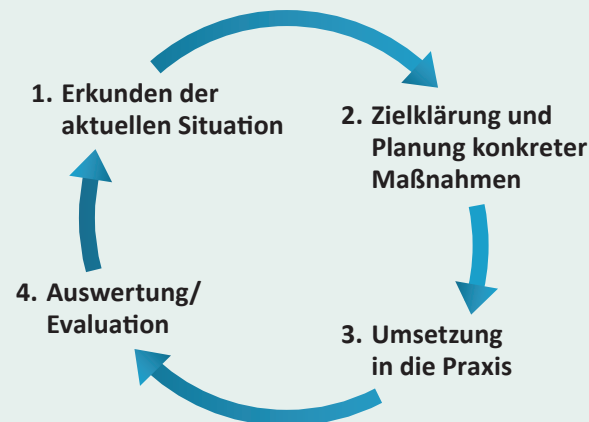 1. Erkunden der
aktuellen Situation
2. Zielklärung und
Planung konkreter
Maßnahmen
3. Umsetzung
in die Praxis
4. Auswertung/
Evaluation